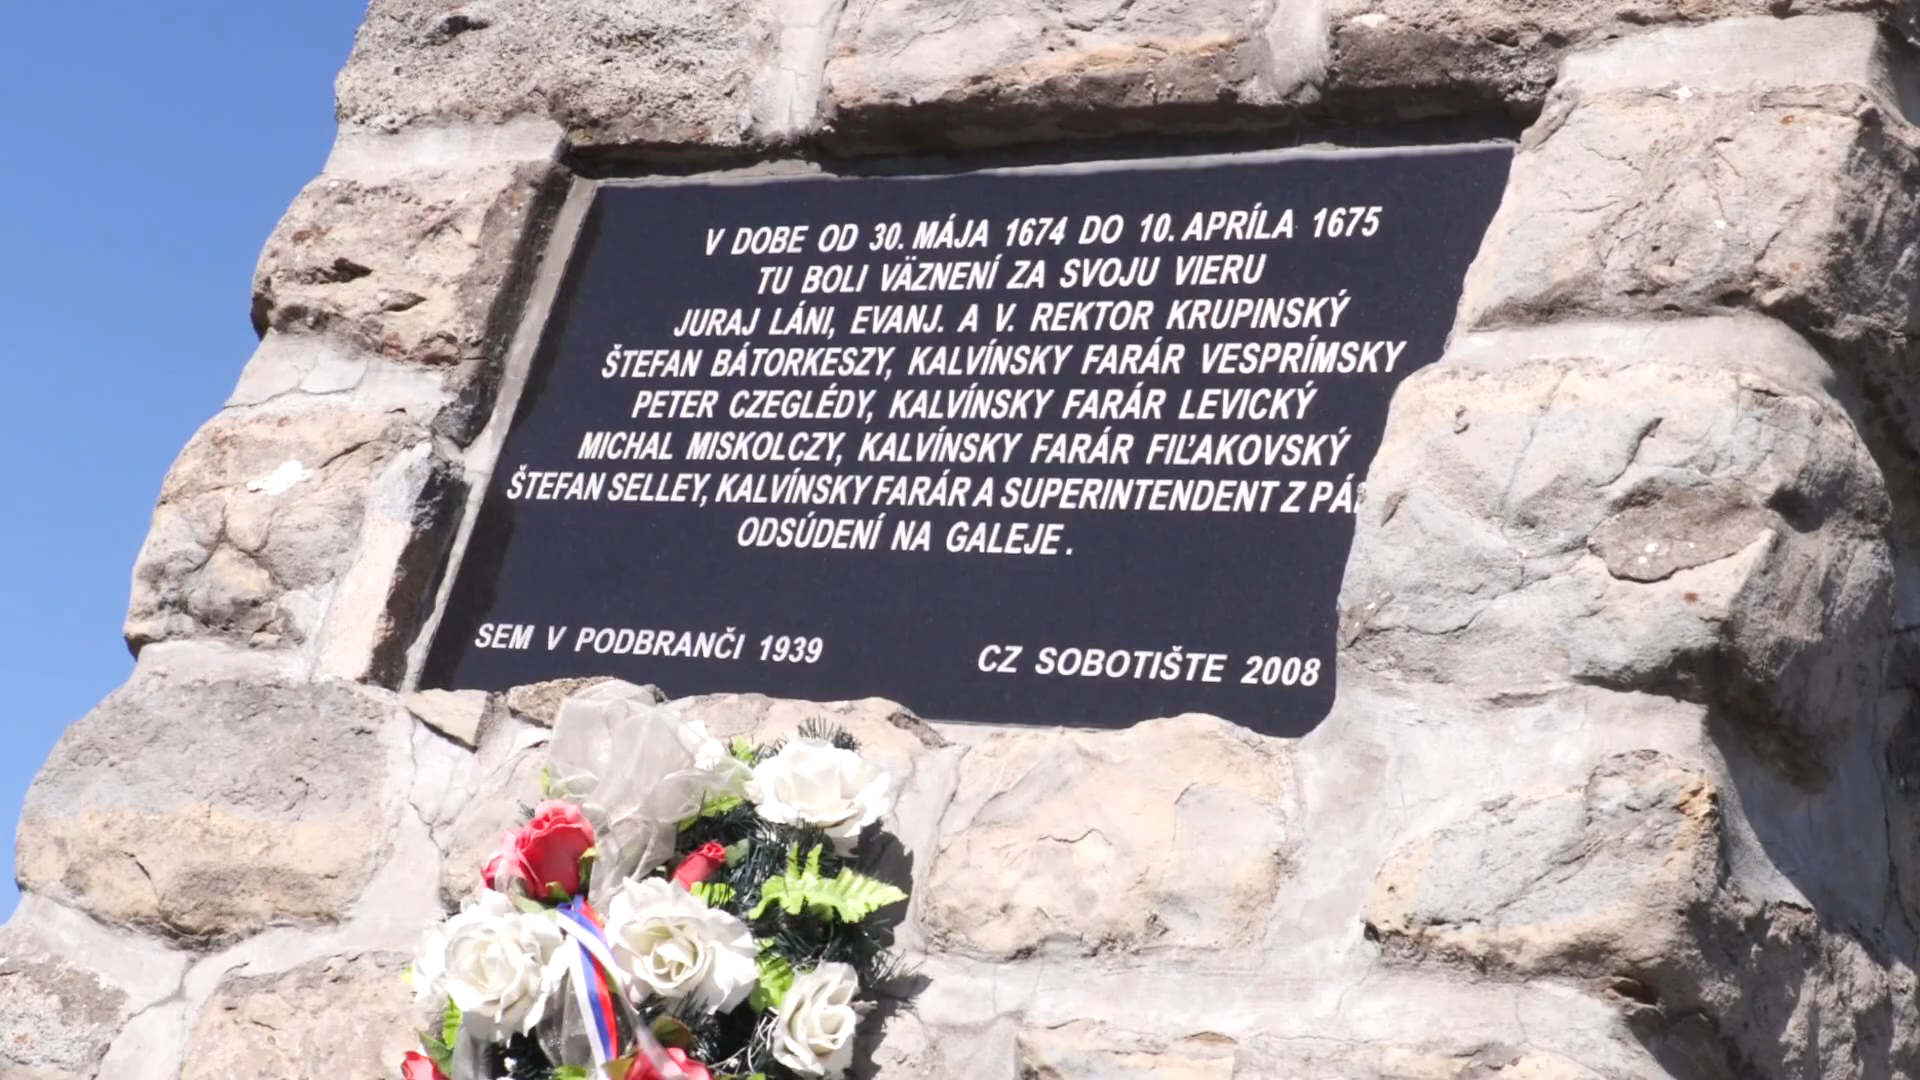 V DOBE OD 30. MÁJA 1674 DO 10. APRÍLA 1675
TU BOLI VÄZNENÍ ZA SVOJU VIERU
JURAJ LÁNI, EVANJ. A V. REKTOR KRUPINSKÝ
ŠTEFAN BÁTORKESZY, KALVÍNSKY FARÁR VESPRÍMSKY
PETER CZEGLÉDY, KALVÍNSKY FARÁR LEVICKÝ
MICHAL MISKOLCZY, KALVÍNSKY FARÁR FIĽAKOVSKÝ
ŠTEFAN SELLEY, KALVÍNSKY FARÁR A SUPERINTENDENT Z
ODSÚDENÍ NA GALEJE.
SEM V PODBRANČI 1939
CZ SOBOTIŠTE 2008